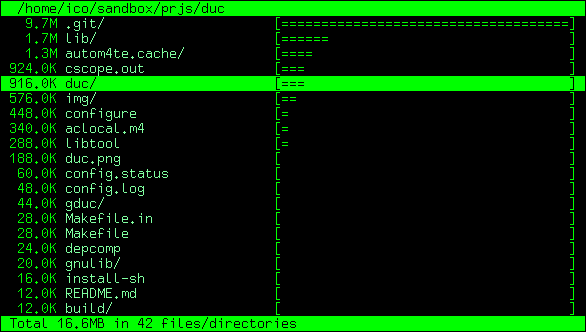 /home/ico/sandbox/prjs/duc
9.7M .git/ [====================================]
1.7M lib/ [====== ]
1.3M autom4te.cache/ [==== ]
924.0K cscope.out [=== ]
916.0K duc/ [=== ]
576.0K img/ [== ]
448.0K configure [= ]
340.0K aclocal.m4 [= ]
288.0K libtool [= ]
188.0K duc.png [ ]
60.0K config.status [ ]
48.0K config.log [ ]
44.0K gduc/ [ ]
28.0K Makefile.in [ ]
28.0K Makefile [ ]
24.0K depcomp [ ]
20.0K gnulib/ [ ]
16.0K install-sh [ ]
12.0K README.md [ ]
12.0K build/ [ ]
Total 16.6MB in 42 files/directories